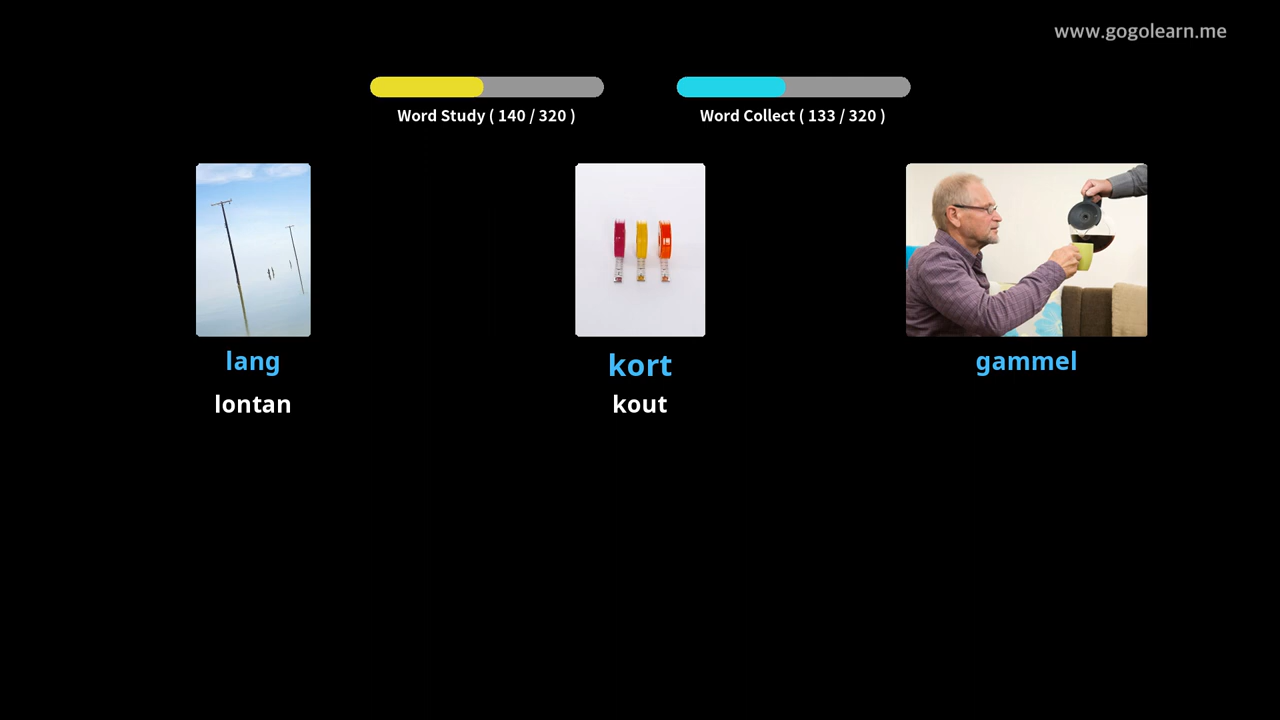 www.gogolearn.me
Word Study ( 140 / 320 )
Word Collect ( 133 / 320 )
lang
kort
gammel
lontan
kout